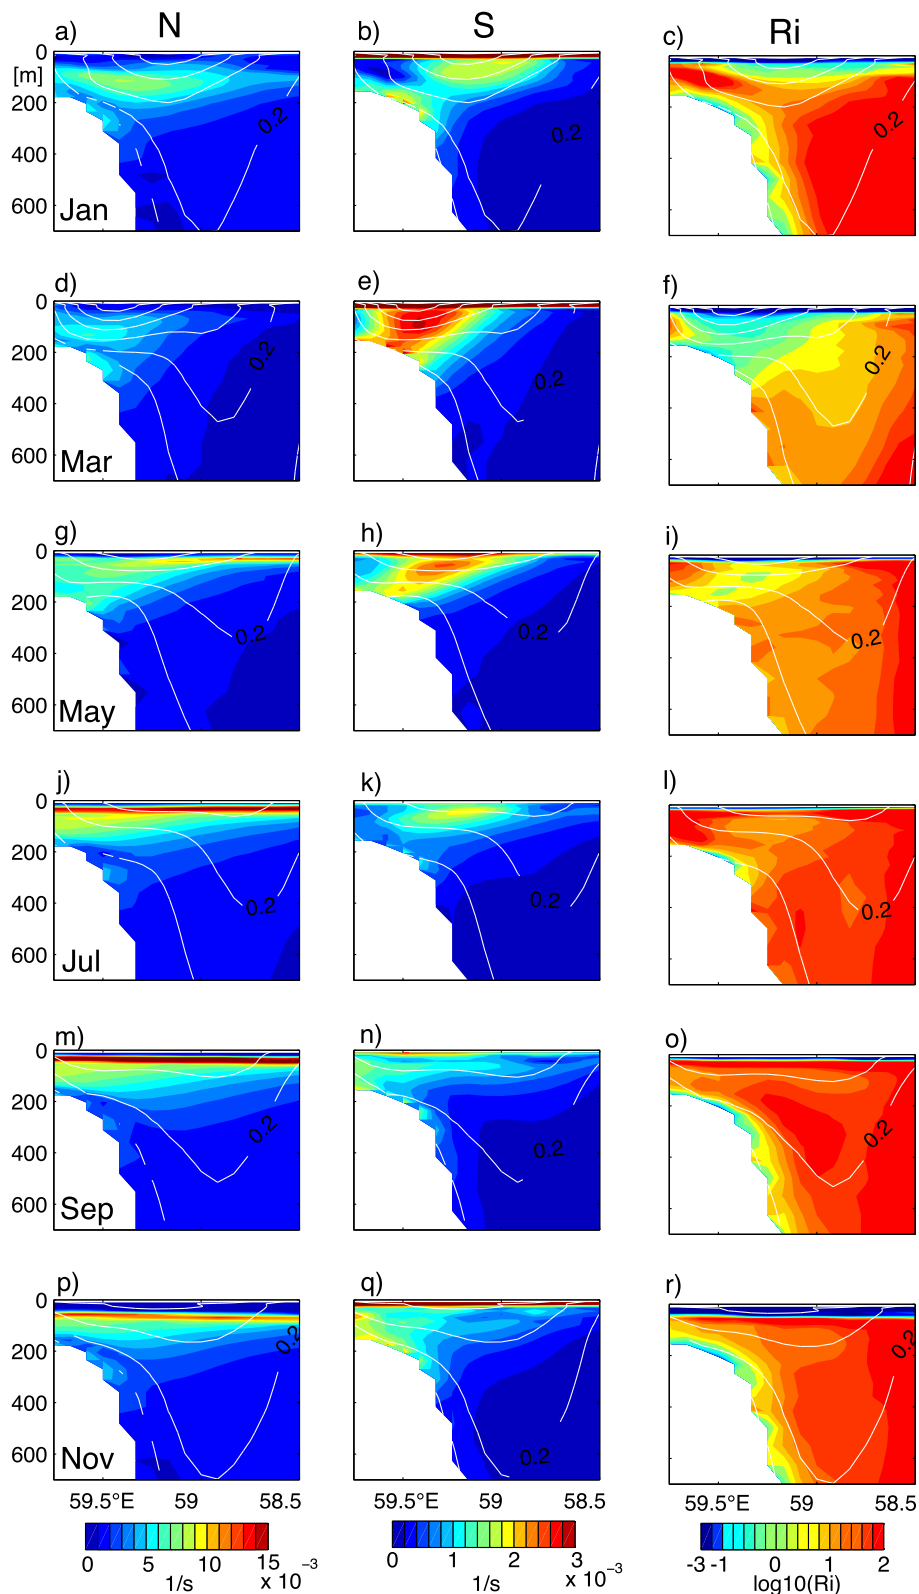 N S Ri
a) b) c)
0
[m]
200
400
600
0.2 0.2 0.2
Jan
d) e) f)
0
[m]
200
400
600
0.2 0.2 0.2
Mar
g) h) i)
0
200
400
600
0.2 0.2 0.2
May
j) k) l)
0
200
400
600
0.2 0.2 0.2
Jul
m) n) o)
0
200
400
600
0.2 0.2 0.2
Sep
p) q) r)
0
200
400
600
0.2 0.2 0.2
Nov
59.5°E 59 58.5 59.5°E 59 58.5 59.5°E 59 58.5
0 5 10 15 0 1 2 3 -3 -1 0 1 2
1/s x 10⁻³ 1/s x 10⁻³ log10(Ri)